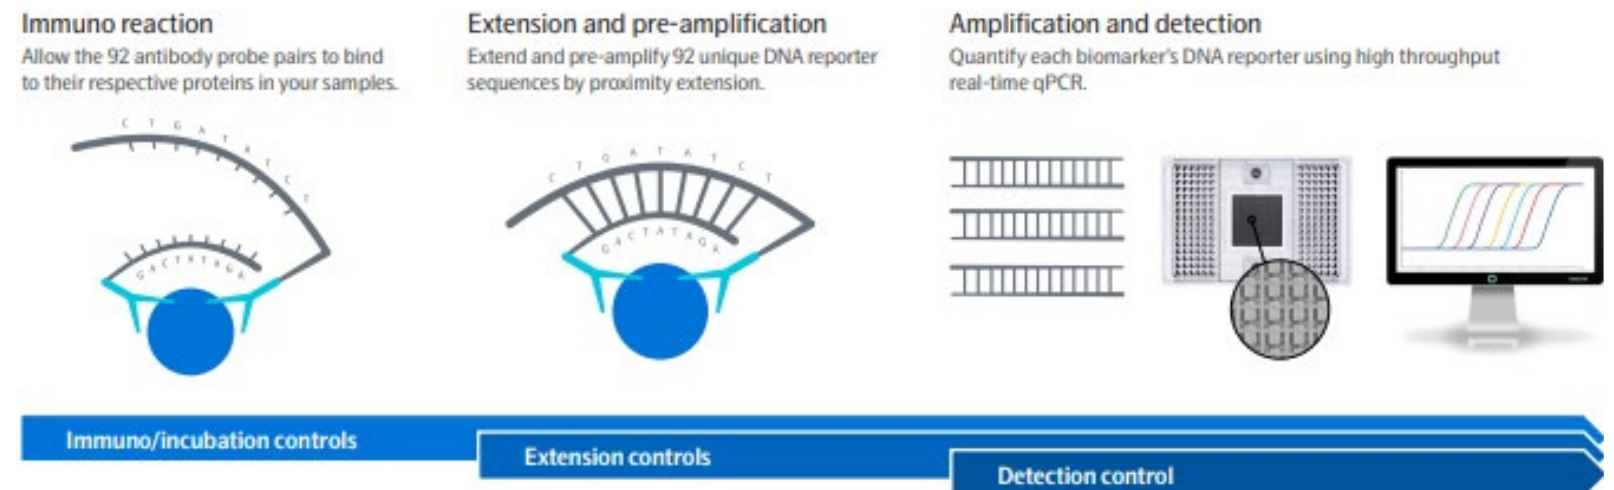 Immuno reaction
Allow the 92 antibody probe pairs to bind
to their respective proteins in your samples.
C T G A T A T C T
G A C T A T A G A
Extension and pre-amplification
Extend and pre-amplify 92 unique DNA reporter
sequences by proximity extension.
C T G A T A T C T
G A C T A T A G A
Amplification and detection
Quantify each biomarker's DNA reporter using high throughput
real-time qPCR.
Immuno/incubation controls
Extension controls
Detection control